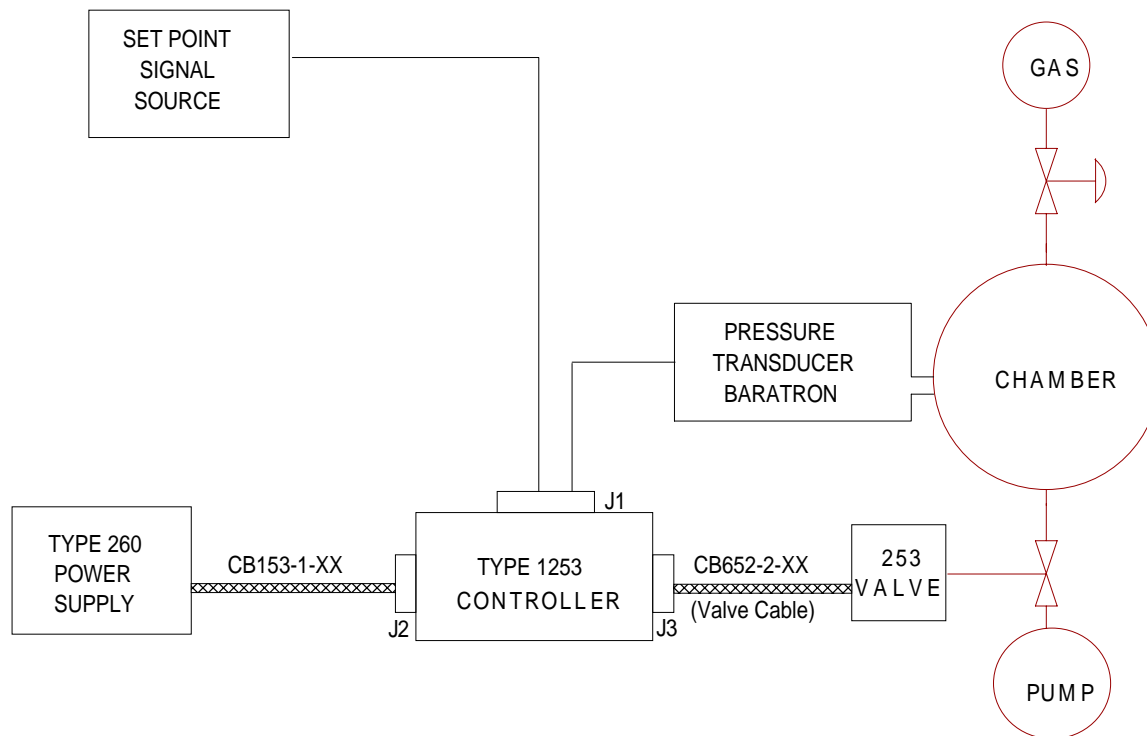 SET POINT
SIGNAL
SOURCE
GAS
PRESSURE
TRANSDUCER
BARATRON
CHAMBER
J1
TYPE 260
POWER
SUPPLY
CB153-1-XX
J2
TYPE 1253
CONTROLLER
J3
CB652-2-XX
(Valve Cable)
253
VALVE
PUMP